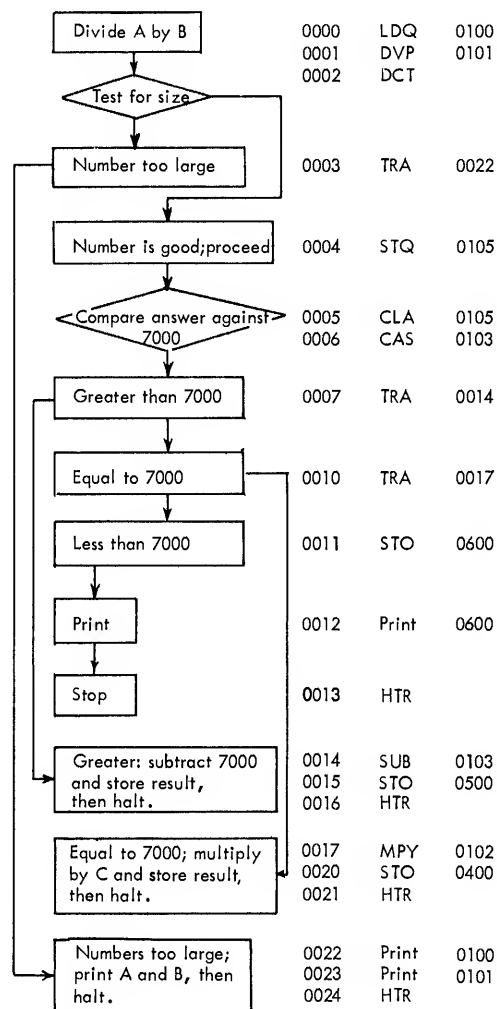 Divide A by B 0000 LDQ 0100
0001 DVP 0101
0002 DCT
Test for size
Number too large 0003 TRA 0022
Number is good;proceed 0004 STQ 0105
Compare answer against 0005 CLA 0105
7000 0006 CAS 0103
Greater than 7000 0007 TRA 0014
Equal to 7000 0010 TRA 0017
Less than 7000 0011 STO 0600
Print 0012 Print 0600
Stop 0013 HTR
Greater: subtract 7000 0014 SUB 0103
and store result, 0015 STO 0500
then halt. 0016 HTR
Equal to 7000; multiply 0017 MPY 0102
by C and store result, 0020 STO 0400
then halt. 0021 HTR
Numbers too large; 0022 Print 0100
print A and B, then 0023 Print 0101
halt. 0024 HTR